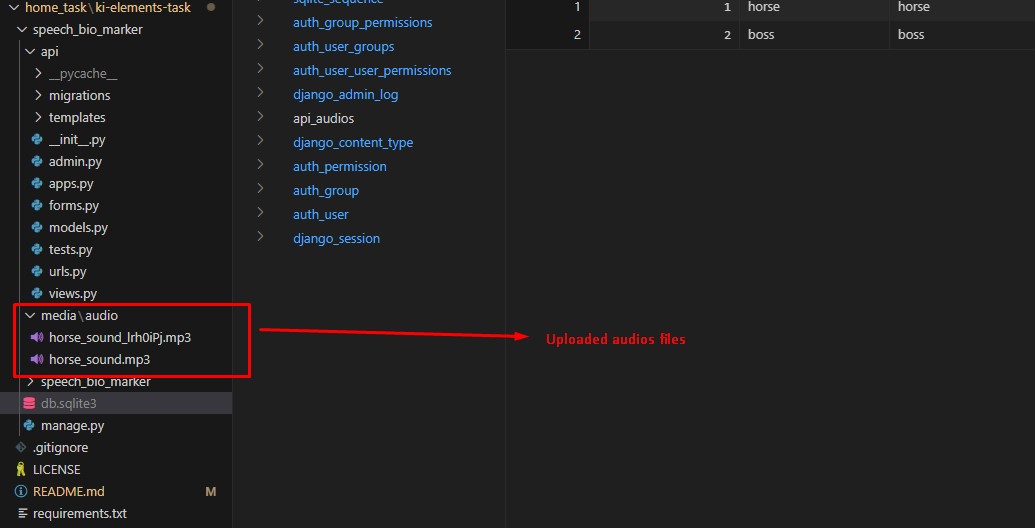 home_task\ki-elements-task
speech_bio_marker
api
__pycache__
migrations
templates
__init__.py
admin.py
apps.py
forms.py
models.py
tests.py
urls.py
views.py
media\audio
horse_sound_lrh0iPj.mp3
horse_sound.mp3
speech_bio_marker
db.sqlite3
manage.py
.gitignore
LICENSE
README.md M
requirements.txt
sqlite_sequence
auth_group_permissions
auth_user_groups
auth_user_user_permissions
django_admin_log
api_audios
django_content_type
auth_permission
auth_group
auth_user
django_session
1 1 horse horse
2 2 boss boss
Uploaded audios files